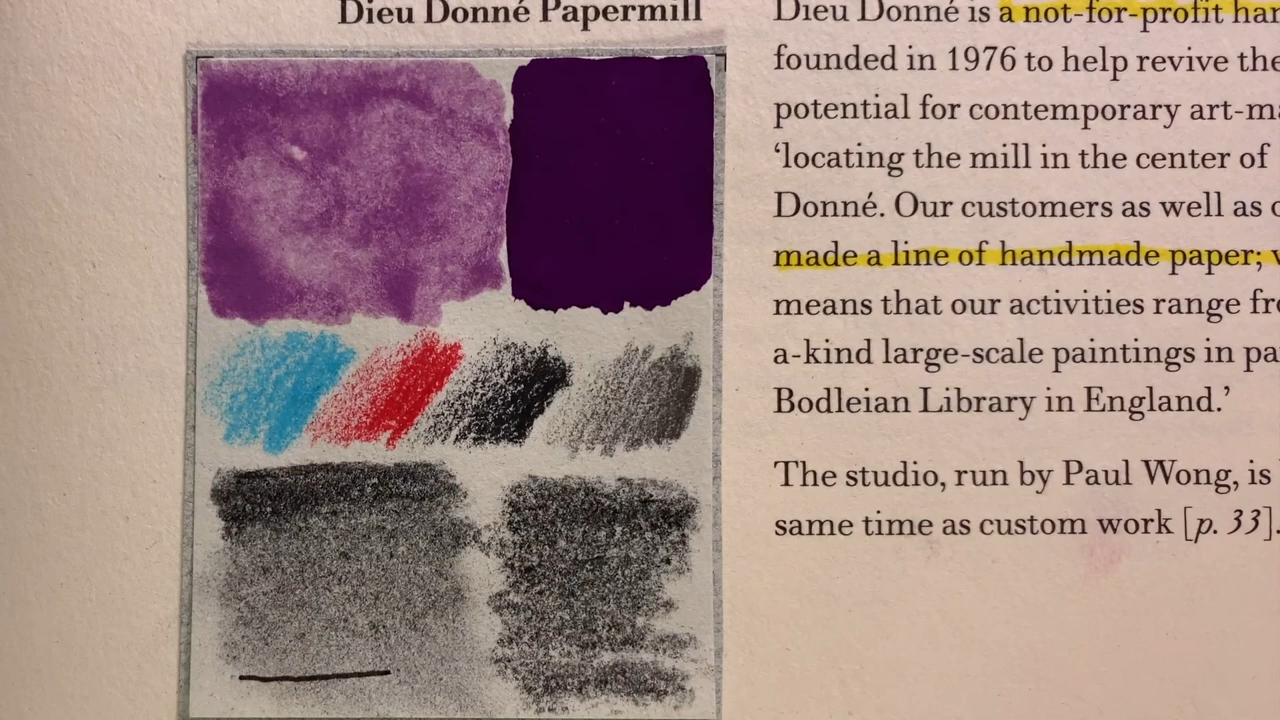 Dieu Donné Papermill
Dieu Donné is a not-for-profit
founded in 1976 to help revive the
potential for contemporary
‘locating the mill in the center of
Donné. Our customers as well as
made a line of handmade paper;
means that our activities range
a-kind large-scale paintings in
Bodleian Library in England.’
The studio, run by Paul Wong, is
same time as custom work [p. 33].